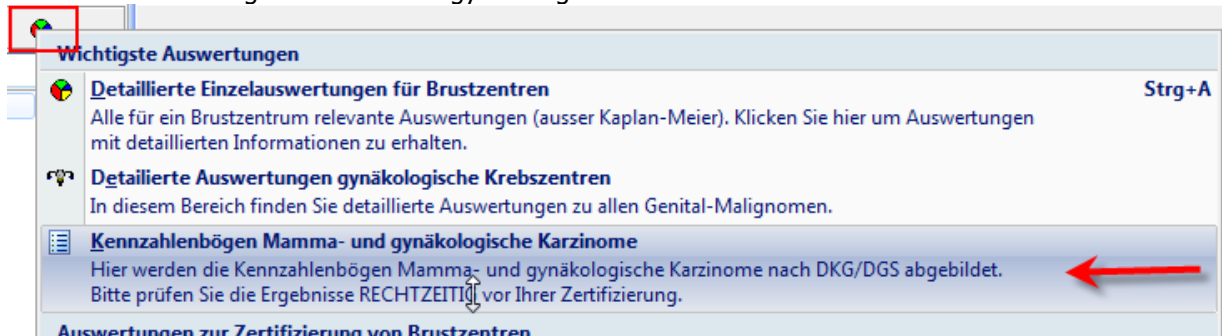 Wichtigste Auswertungen
Detaillierte Einzelauswertungen für Brustzentren Strg+A
Alle für ein Brustzentrum relevante Auswertungen (ausser Kaplan-Meier). Klicken Sie hier um Auswertungen
mit detaillierten Informationen zu erhalten.
Detailierte Auswertungen gynäkologische Krebszentren
In diesem Bereich finden Sie detaillierte Auswertungen zu allen Genital-Malignomen.
Kennzahlenbögen Mamma- und gynäkologische Karzinome
Hier werden die Kennzahlenbögen Mamma- und gynäkologische Karzinome nach DKG/DGS abgebildet.
Bitte prüfen Sie die Ergebnisse RECHTZEITIG vor Ihrer Zertifizierung.
Auswertungen zur Zertifizierung von Brustzentren